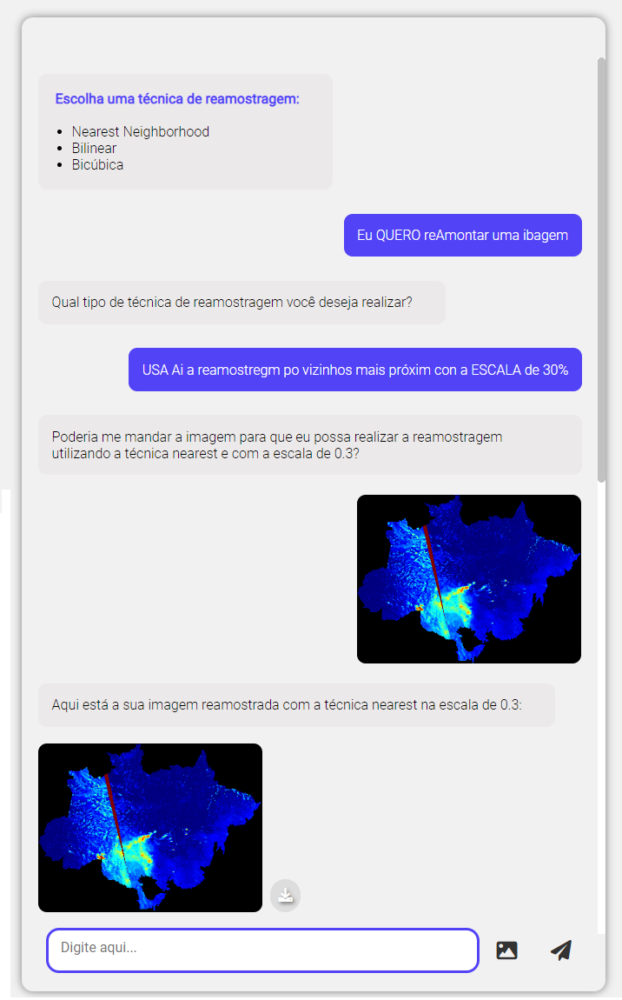 Escolha uma técnica de reamostragem:
Nearest Neighborhood
Bilinear
Bicúbica
Eu QUERO reAmontar uma ibagem
Qual tipo de técnica de reamostragem você deseja realizar?
USA Ai a reamostregm po vizinhos mais próxim con a ESCALA de 30%
Poderia me mandar a imagem para que eu possa realizar a reamostragem
utilizando a técnica nearest e com a escala de 0.3?
Aqui está a sua imagem reamostrada com a técnica nearest na escala de 0.3:
Digite aqui...